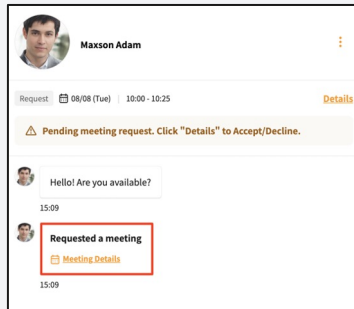 Maxson Adam
Request 08/08 (Tue) | 10:00 - 10:25 Details
Pending meeting request. Click "Details" to Accept/Decline.
Hello! Are you available?
15:09
Requested a meeting
Meeting Details
15:09